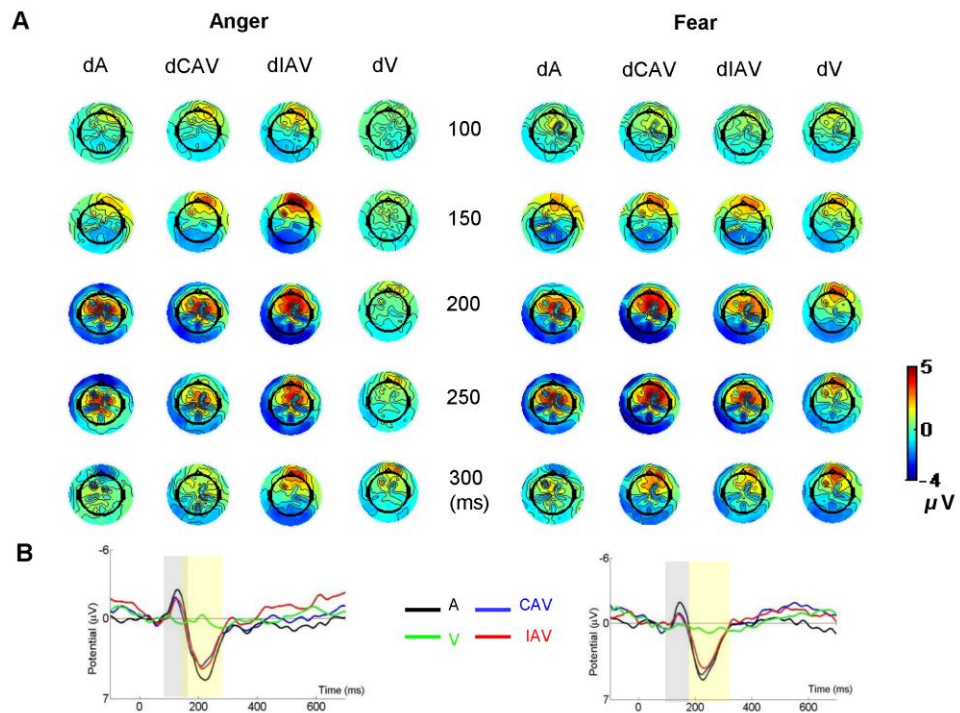 A
Anger
Fear
dA dCAV dIAV dV
dA dCAV dIAV dV
100
150
200
250
300
(ms)
5
0
-4
μV
B
-6
0
7
Potential (μV)
Time (ms)
0 200 400 600
A
CAV
V
IAV
-6
0
7
Potential (μV)
Time (ms)
0 200 400 600